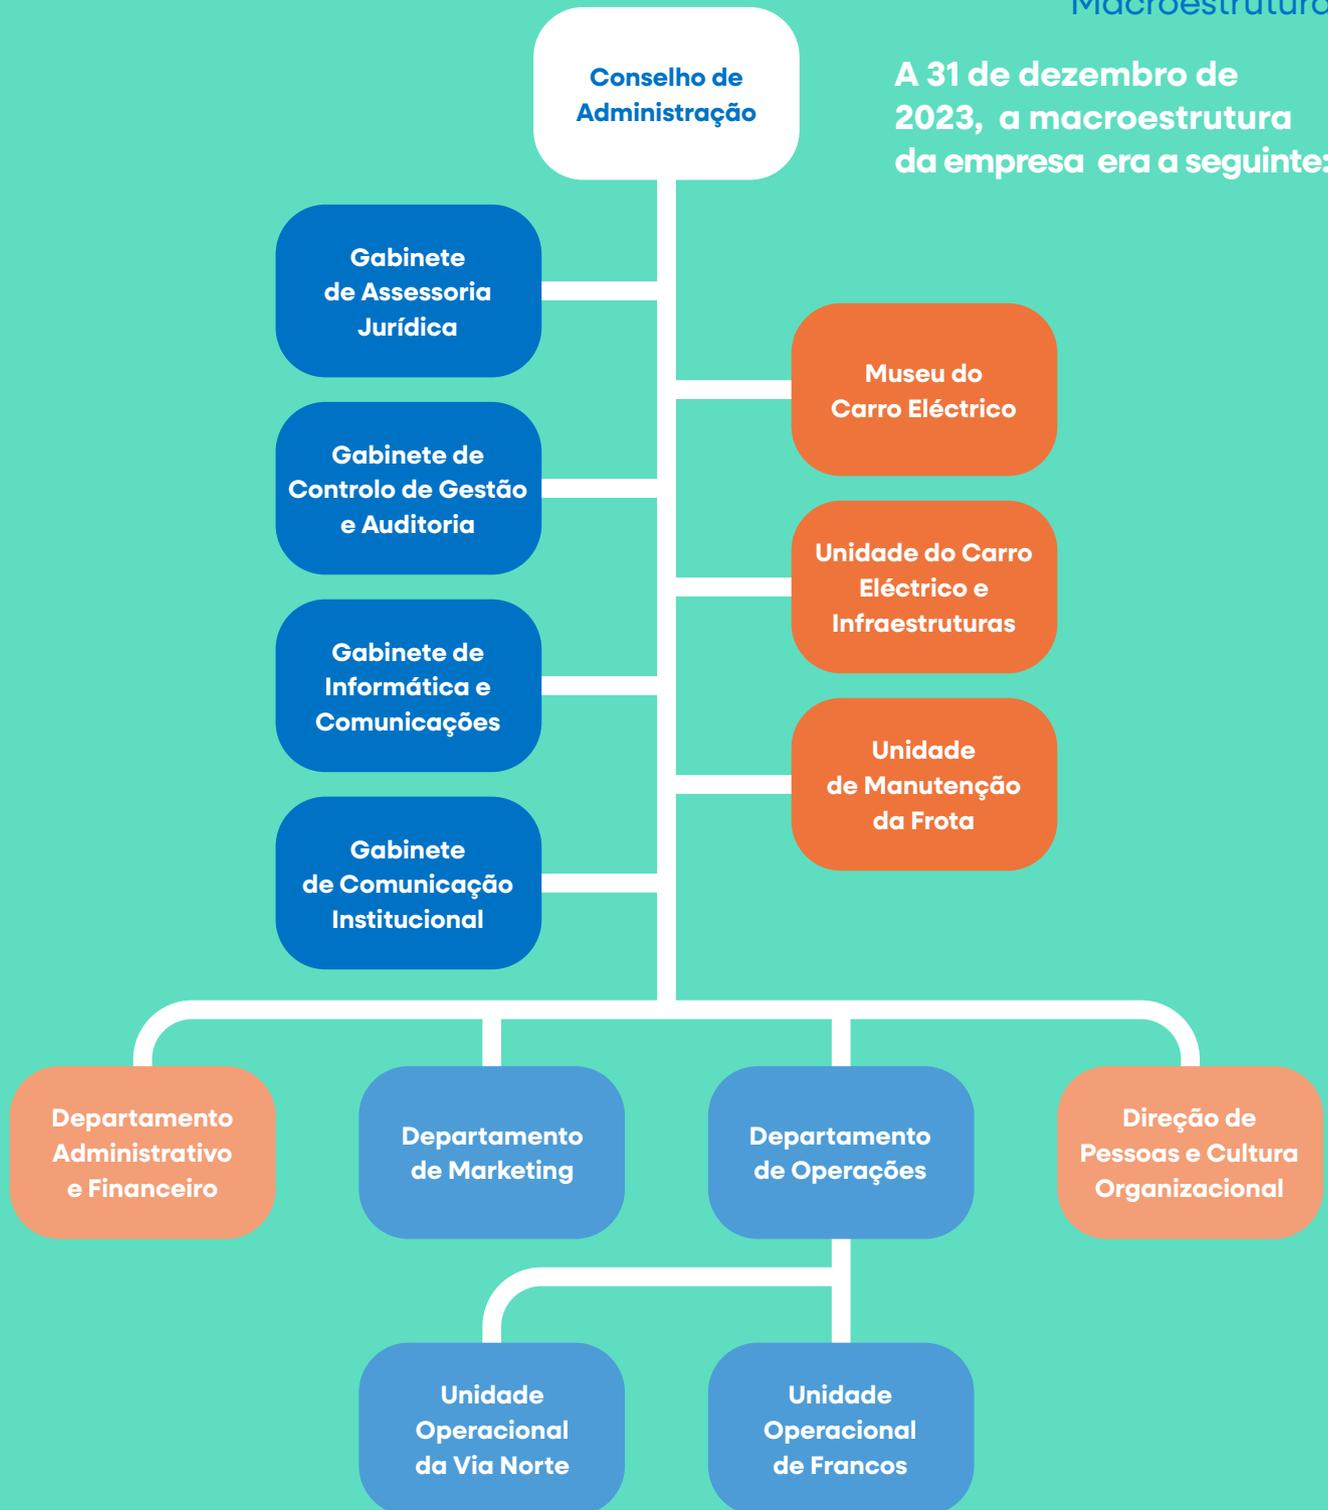 Macroestrutura
Conselho de
Administração
A 31 de dezembro de
2023, a macroestrutura
da empresa era a seguinte:
Gabinete
de Assessoria
Jurídica
Museu do
Carro Eléctrico
Gabinete de
Controlo de Gestão
e Auditoria
Unidade do Carro
Eléctrico e
Infraestruturas
Gabinete de
Informática e
Comunicações
Unidade
de Manutenção
da Frota
Gabinete
de Comunicação
Institucional
Departamento
Administrativo
e Financeiro
Departamento
de Marketing
Departamento
de Operações
Direção de
Pessoas e Cultura
Organizacional
Unidade
Operacional
da Via Norte
Unidade
Operacional
de Francos